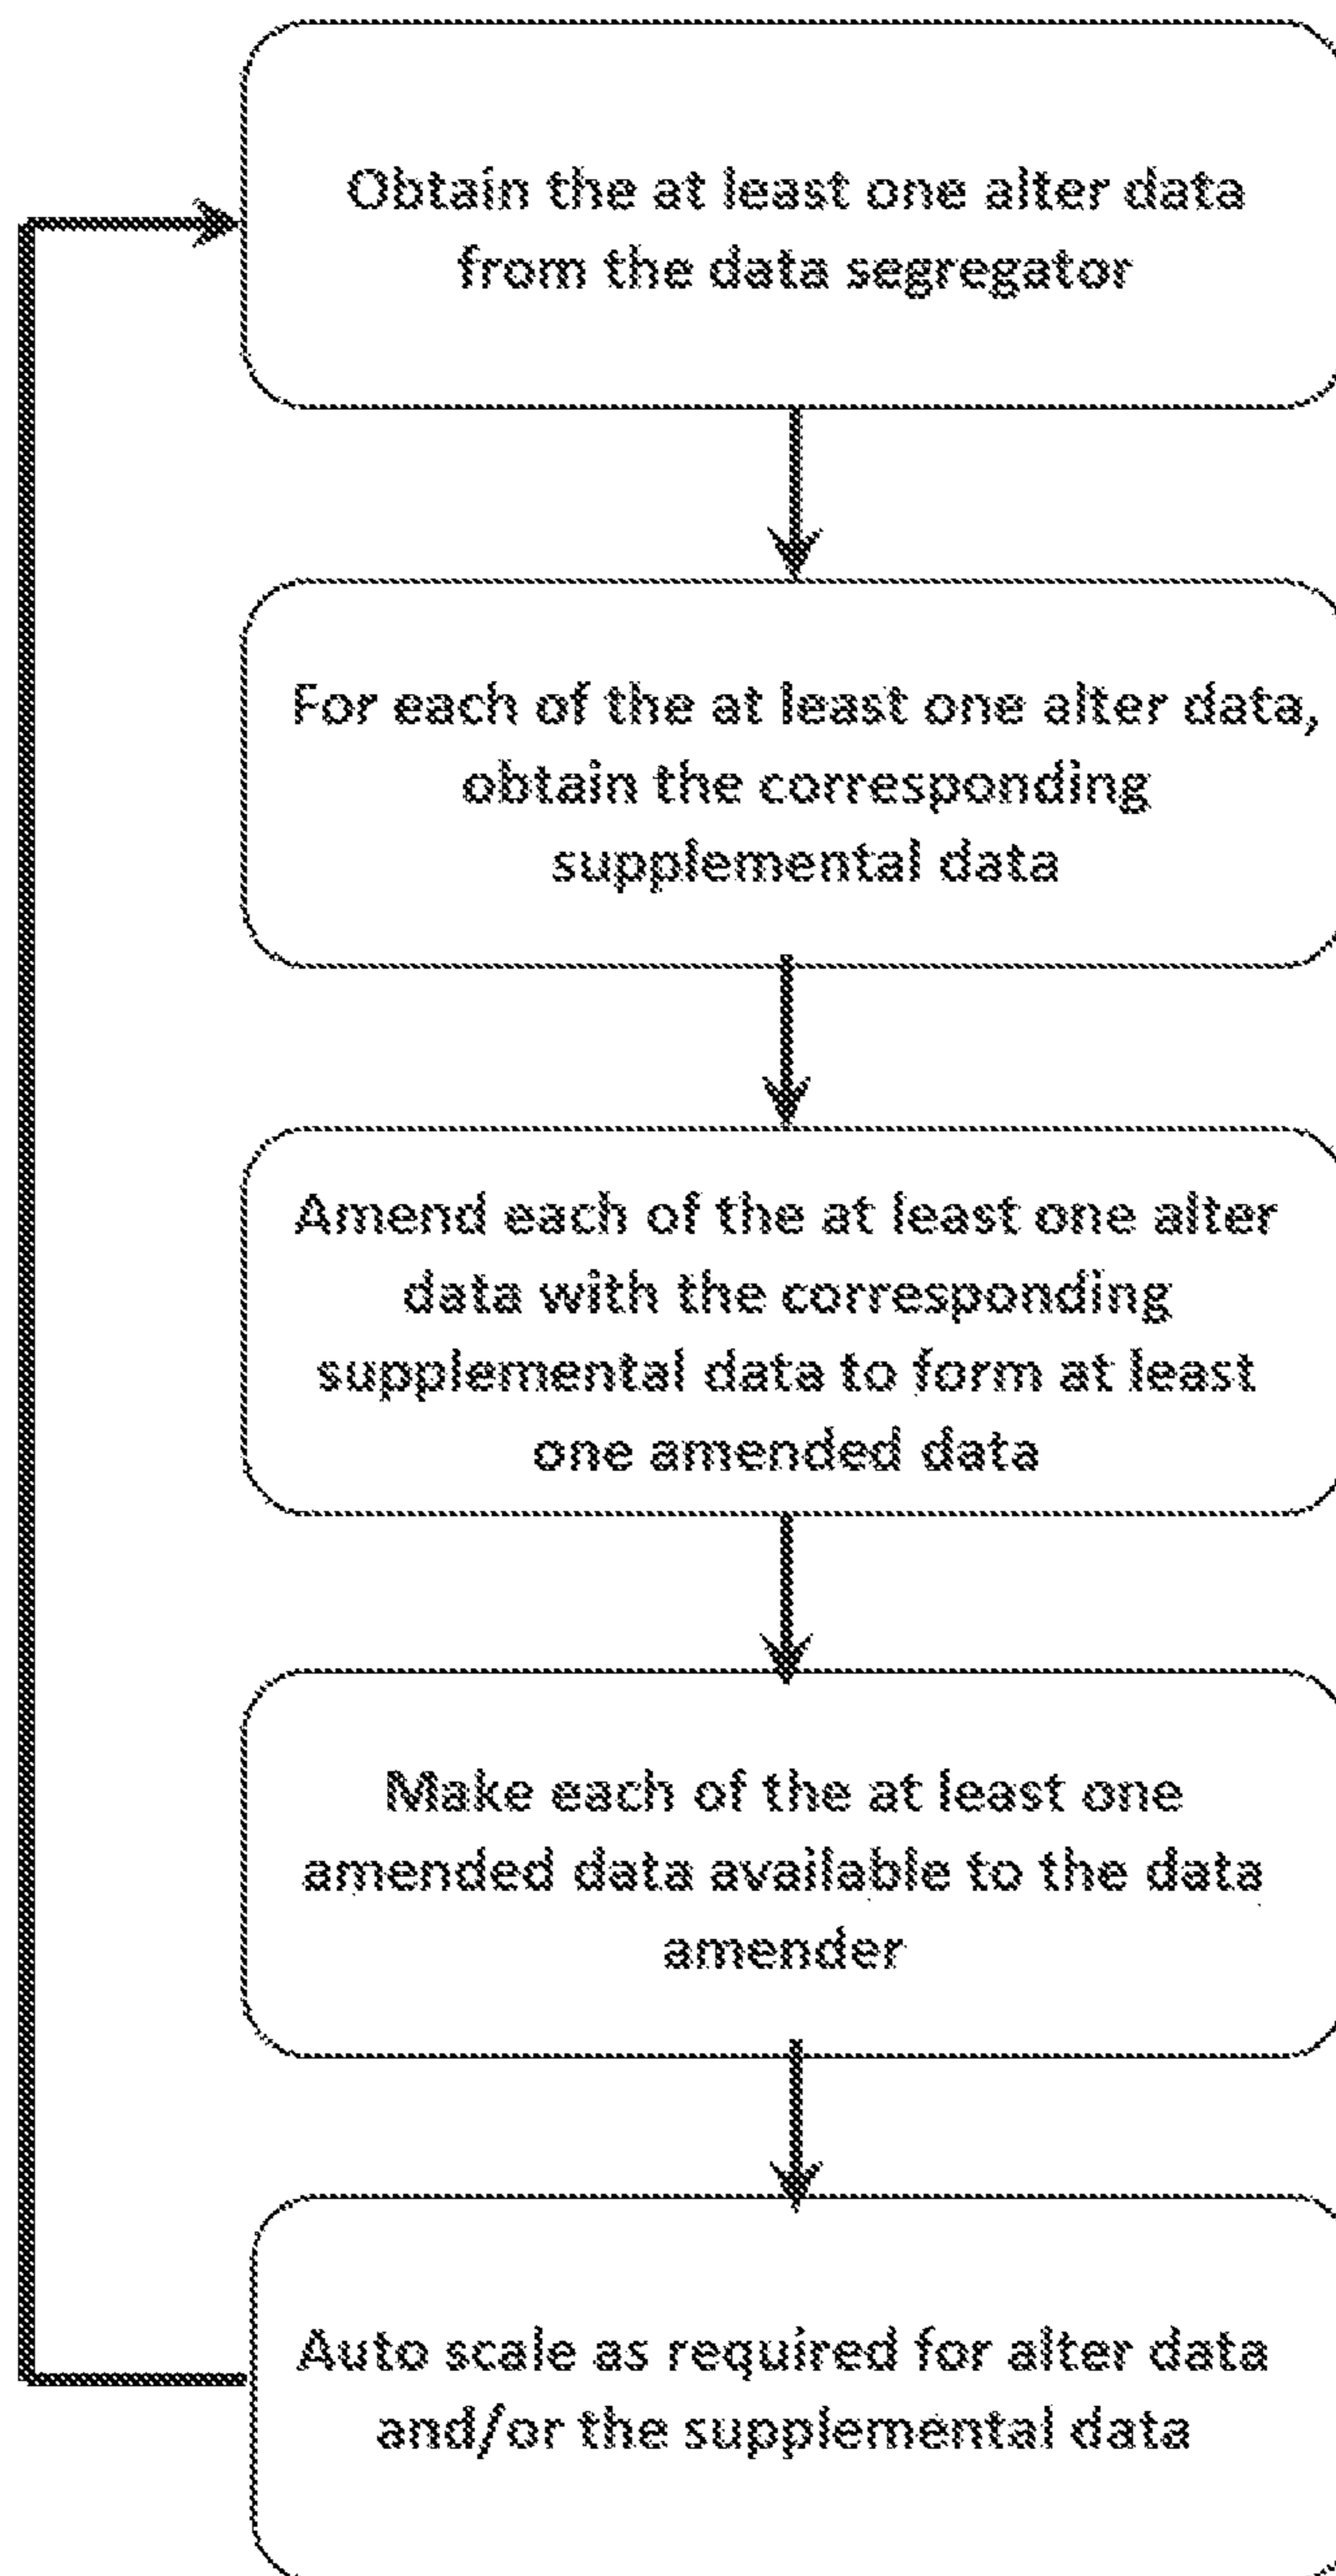 Obtain the at least one alter data
from the data segregator
For each of the at least one alter data,
obtain the corresponding
supplemental data
Amend each of the at least one alter
data with the corresponding
supplemental data to form at least
one amended data
Make each of the at least one
amended data available to the data
amender
Auto scale as required for alter data
and/or the supplemental data